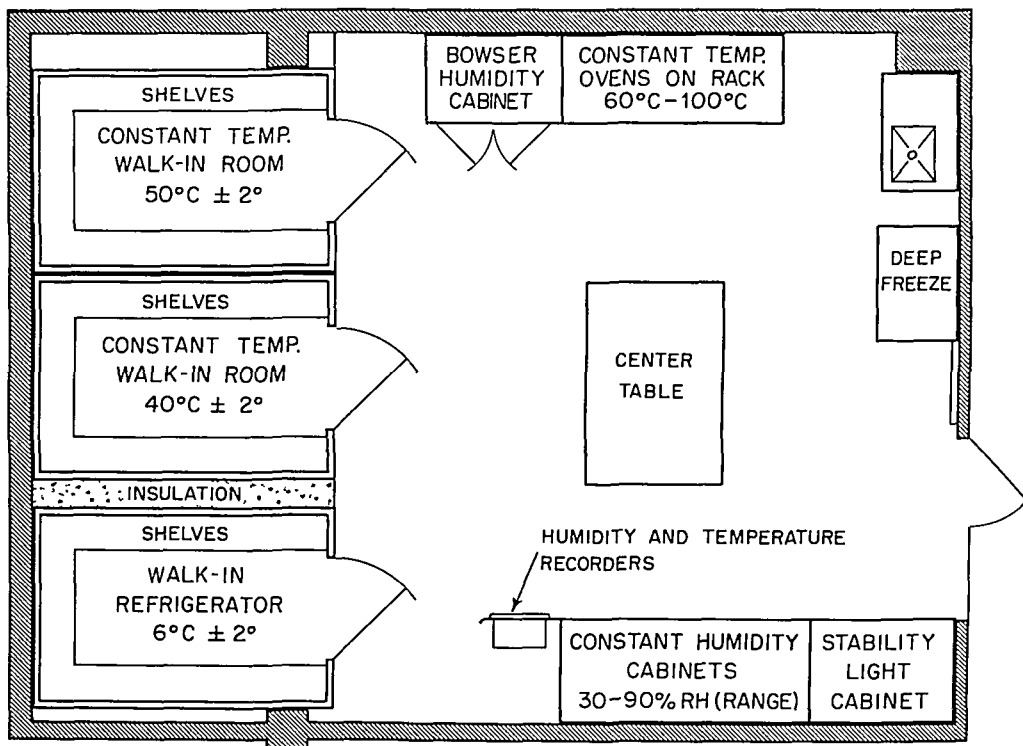 SHELVES
CONSTANT TEMP.
WALK-IN ROOM
50°C ± 2°
BOWSER
HUMIDITY
CABINET
CONSTANT TEMP.
OVENS ON RACK
60°C-100°C
DEEP
FREEZE
SHELVES
CONSTANT TEMP.
WALK-IN ROOM
40°C ± 2°
CENTER
TABLE
INSULATION
SHELVES
WALK-IN
REFRIGERATOR
6°C ± 2°
HUMIDITY AND TEMPERATURE
RECORDERS
CONSTANT HUMIDITY
CABINETS
30-90% RH (RANGE)
STABILITY
LIGHT
CABINET